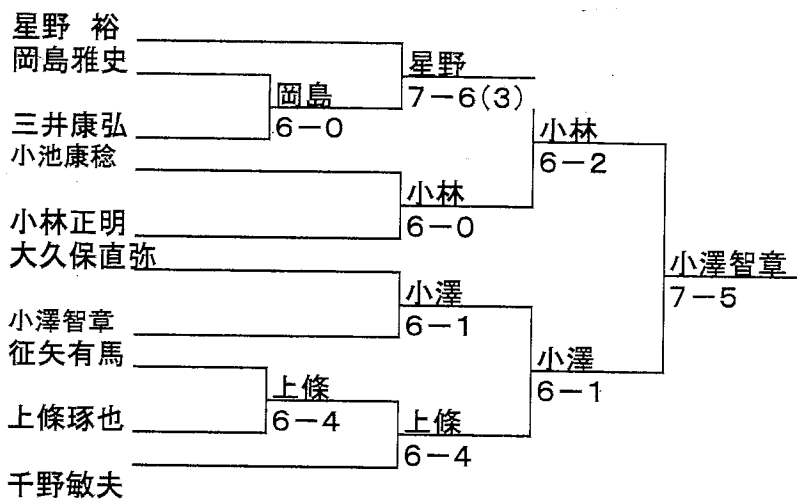 星野 裕
岡島雅史
三井康弘
小池康稔
小林正明
大久保直弥
小澤智章
征矢有馬
上條琢也
千野敏夫
岡島
6−0
上條
6−4
星野
7−6(3)
小林
6−0
小澤
6−1
上條
6−4
小林
6−2
小澤
6−1
小澤智章
7−5